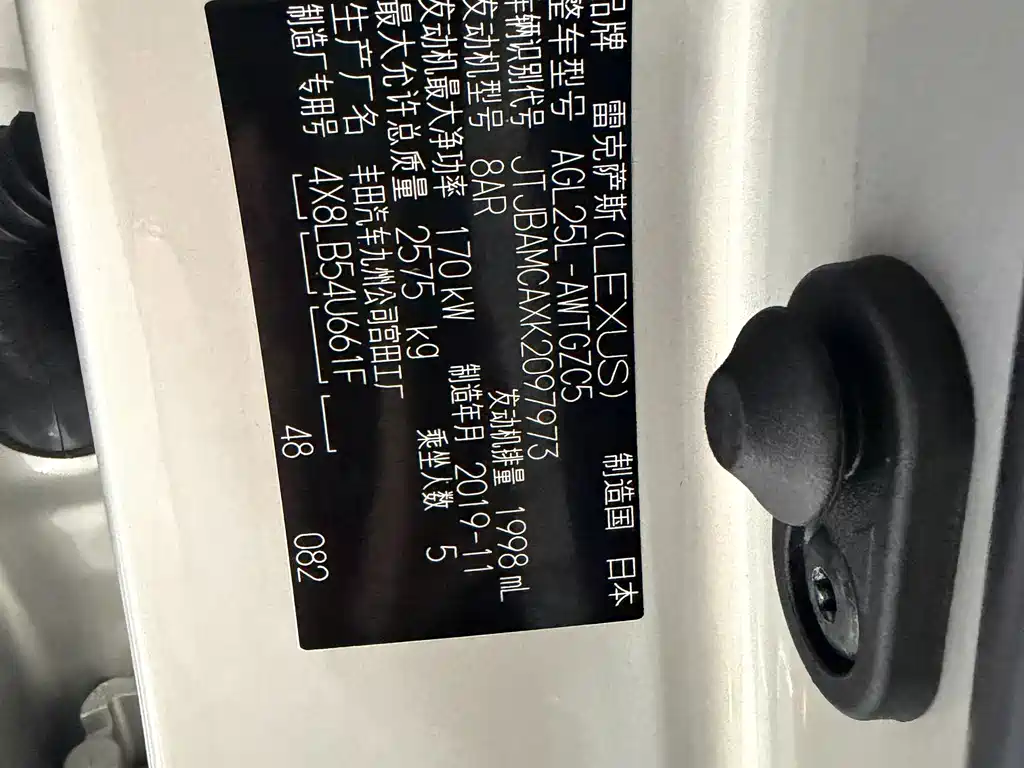 品牌 雷克萨斯(LEXUS) 制造国 日本
整车型号 AGL25L-AWTGZC5
车辆识别代号 JTJBAMCAXK2097973
发动机型号 8AR 发动机排量 1998 mL
发动机最大净功率 170 kW 制造年月 2019-11
最大允许总质量 2575 kg 乘坐人数 5
生产厂名 丰田汽车九州公司宫田工厂
制造厂专用号 4X8LB54U661F
48 082